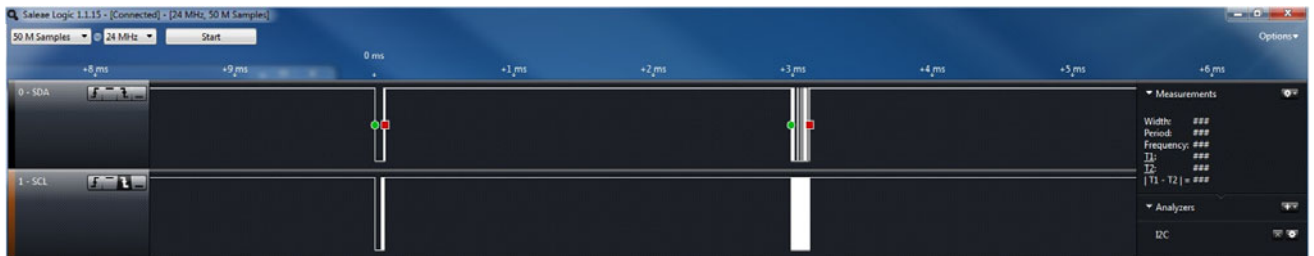 Saleae Logic 1.1.15 - [Connected] - [24 MHz, 50 M Samples]
50 M Samples @ 24 MHz Start Options
0 ms
+8 ms +9 ms +1 ms +2 ms +3 ms +4 ms +5 ms +6 ms
0 - SDA
Measurements
Width: ###
Period: ###
Frequency: ###
T1: ###
T2: ###
| T1 - T2 | = ###
1 - SCL
Analyzers
I2C